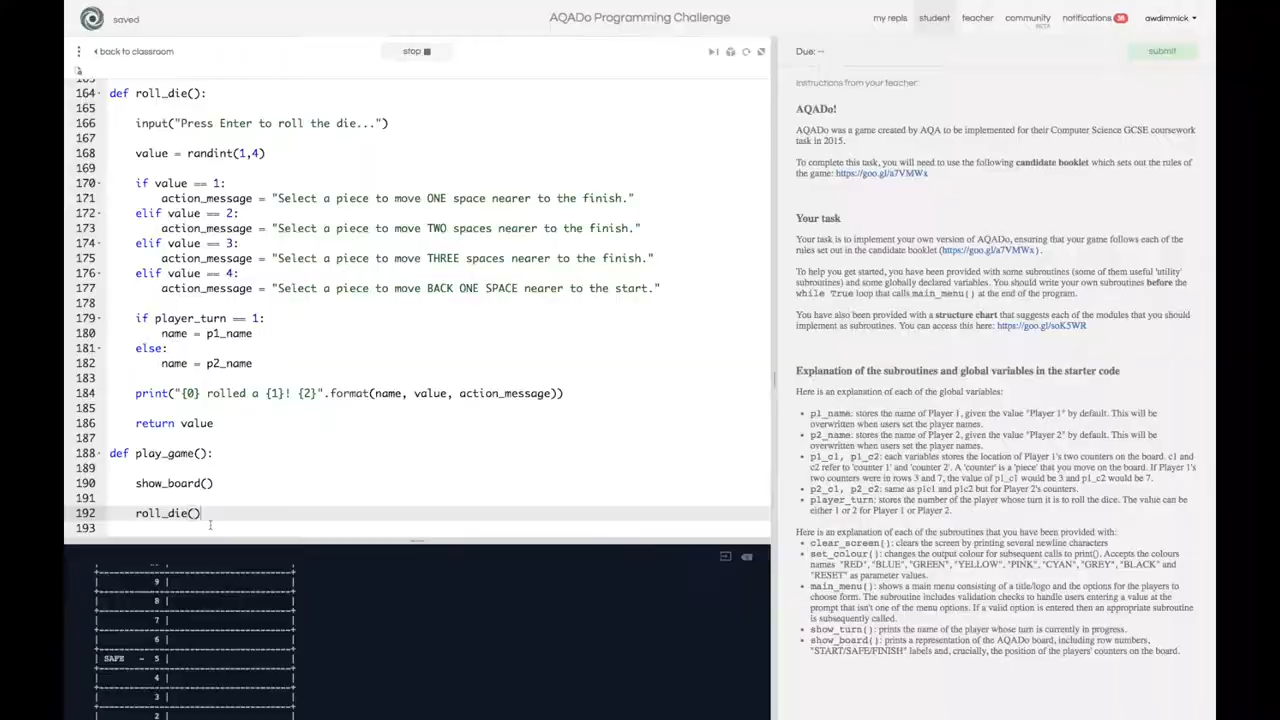 saved
AQADo Programming Challenge
my repls
student
teacher
community
BETA
notifications
36
awdimmick
back to classroom
stop
Due: --
submit
164 def roll_die():
165
166 input("Press Enter to roll the die...")
167
168 value = randint(1,4)
169
170 if value == 1:
171 action_message = "Select a piece to move ONE space nearer to the finish."
172 elif value == 2:
173 action_message = "Select a piece to move TWO spaces nearer to the finish."
174 elif value == 3:
175 action_message = "Select a piece to move THREE spaces nearer to the finish."
176 elif value == 4:
177 action_message = "Select a piece to move BACK ONE SPACE nearer to the start."
178
179 if player_turn == 1:
180 name = p1_name
181 else:
182 name = p2_name
183
184 print("{0} rolled a {1}! {2}".format(name, value, action_message))
185
186 return value
187
188 def play_game():
189
190 show_board()
191
192 roll_die()
193
9 |
8 |
7 |
6 |
SAFE - 5 |
4 |
3 |
2 |
Instructions from your teacher:
AQADo!
AQADo was a game created by AQA to be implemented for their Computer Science GCSE coursework
task in 2015.
To complete this task, you will need to use the following candidate booklet which sets out the rules of
the game: https://goo.gl/a7VMWx
Your task
Your task is to implement your own version of AQADo, ensuring that your game follows each of the
rules set out in the candidate booklet (https://goo.gl/a7VMWx).
To help you get started, you have been provided with some subroutines (some of them useful 'utility'
subroutines) and some globally declared variables. You should write your own subroutines before the
while True loop that calls main_menu() at the end of the program.
You have also been provided with a structure chart that suggests each of the modules that you should
implement as subroutines. You can access this here: https://goo.gl/soK5WR
Explanation of the subroutines and global variables in the starter code
Here is an explanation of each of the global variables:
• p1_name: stores the name of Player 1, given the value "Player 1" by default. This will be
overwritten when users set the player names.
• p2_name: stores the name of Player 2, given the value "Player 2" by default. This will be
overwritten when users set the player names.
• p1_c1, p1_c2: each variables stores the location of Player 1's two counters on the board. c1 and
c2 refer to 'counter 1' and 'counter 2'. A 'counter' is a 'piece' that you move on the board. If Player 1's
two counters were in rows 3 and 7, the value of p1_c1 would be 3 and p1_c2 would be 7.
• p2_c1, p2_c2: same as p1c1 and p1c2 but for Player 2's counters.
• player_turn: stores the number of the player whose turn it is to roll the dice. The value can be
either 1 or 2 for Player 1 or Player 2.
Here is an explanation of each of the subroutines that you have been provided with:
• clear_screen(): clears the screen by printing several newline characters
• set_colour(): changes the output colour for subsequent calls to print(). Accepts the colours
names "RED", "BLUE", "GREEN", "YELLOW", "PINK", "CYAN", "GREY", "BLACK" and
"RESET" as parameter values.
• main_menu(): shows a main menu consisting of a title/logo and the options for the players to
choose form. The subroutine includes validation checks to handle users entering a value at the
prompt that isn't one of the menu options. If a valid option is entered then an appropriate subroutine
is subsequently called.
• show_turn(): prints the name of the player whose turn is currently in progress.
• show_board(): prints a representation of the AQADo board, including row numbers,
"START/SAFE/FINISH" labels and, crucially, the position of the players' counters on the board.